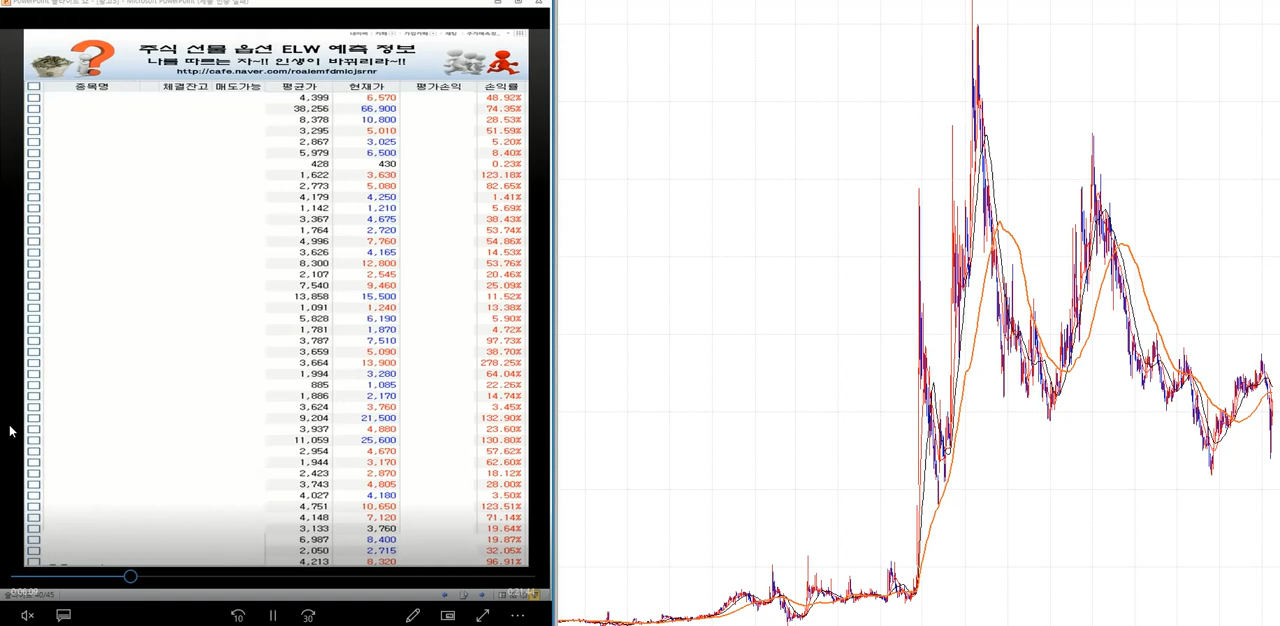 주식 선물 옵션 ELW 예측 정보
나를 따르는 자~!! 인생이 바뀌리라~!!
http://cafe.naver.com/roalemfdmlcjsrnr
종목명 체결잔고 매도가능 평균가 현재가 평가손익 손익률
4,399 6,570 48.92%
38,256 66,900 74.35%
8,378 10,800 28.53%
3,295 5,010 51.59%
2,867 3,025 5.20%
5,979 6,500 8.40%
428 430 0.23%
1,622 3,630 123.18%
2,773 5,080 82.65%
4,179 4,250 1.41%
1,142 1,210 5.69%
3,367 4,675 38.43%
1,764 2,720 53.74%
4,996 7,760 54.86%
3,626 4,165 14.53%
8,300 12,800 53.76%
2,107 2,545 20.46%
7,540 9,460 25.09%
13,858 15,500 11.52%
1,091 1,240 13.38%
5,828 6,190 5.90%
1,781 1,870 4.72%
3,787 7,510 97.73%
3,659 5,090 38.70%
3,664 13,900 278.25%
1,994 3,280 64.04%
885 1,085 22.26%
1,886 2,170 14.74%
3,624 3,760 3.45%
9,204 21,500 132.90%
3,937 4,880 23.60%
11,059 25,600 130.80%
2,954 4,670 57.62%
1,944 3,170 62.60%
2,423 2,870 18.12%
3,743 4,805 28.00%
4,027 4,180 3.50%
4,751 10,650 123.51%
4,148 7,120 71.14%
3,133 3,760 19.64%
6,987 8,400 19.87%
2,050 2,715 32.05%
4,213 8,320 96.91%
10 30